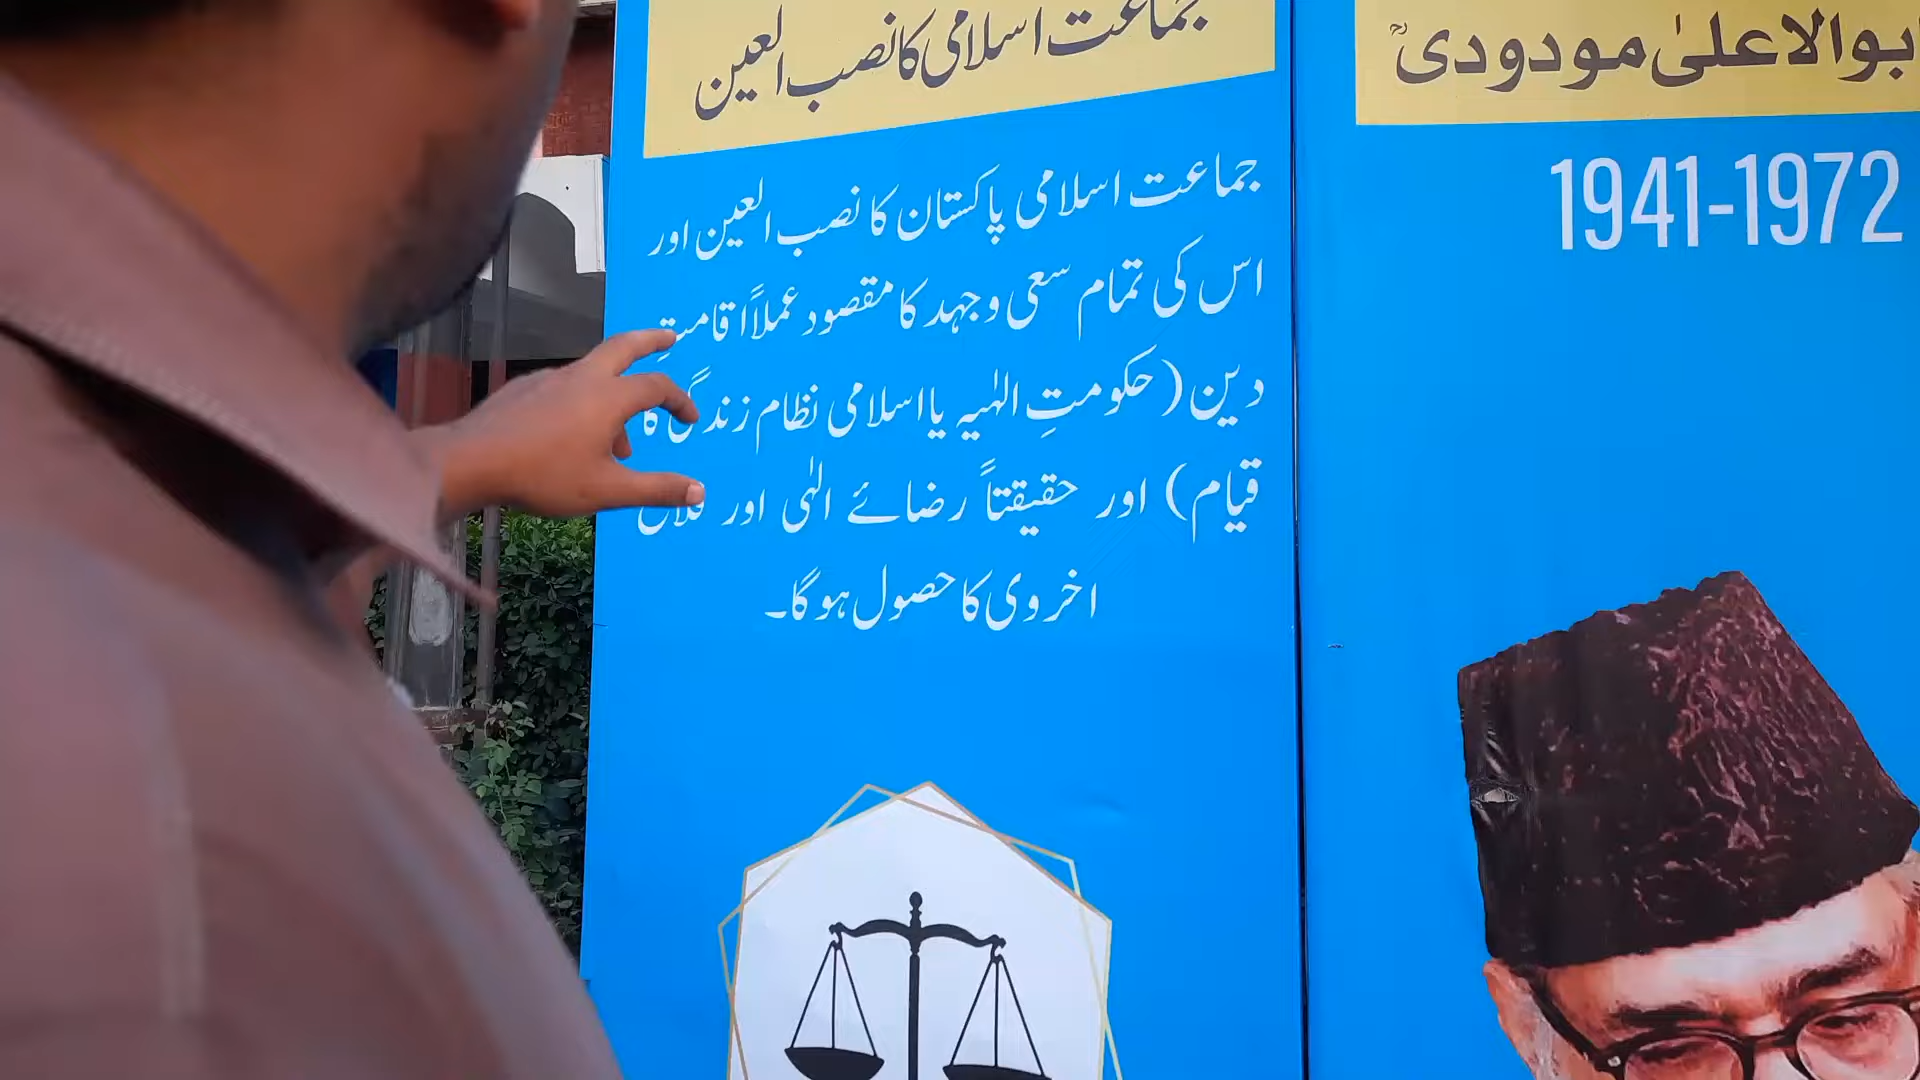 جماعت اسلامی کا نصب العین
جماعت اسلامی پاکستان کا نصب العین اور
اس کی تمام سعی و جہد کا مقصود عملاً اقامتِ
دین (حکومتِ الٰہیہ یا اسلامی نظام زندگی کا
قیام) اور حقیقتاً رضائے الٰہی اور فلاح
اخروی کا حصول ہوگا۔
ابوالاعلیٰ مودودیؒ
1941-1972